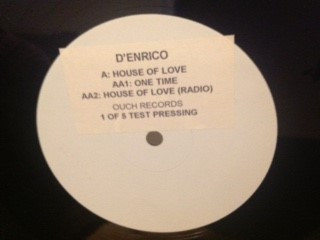 D'ENRICO
A: HOUSE OF LOVE
AA1: ONE TIME
AA2: HOUSE OF LOVE (RADIO)
OUCH RECORDS
1 OF 5 TEST PRESSING